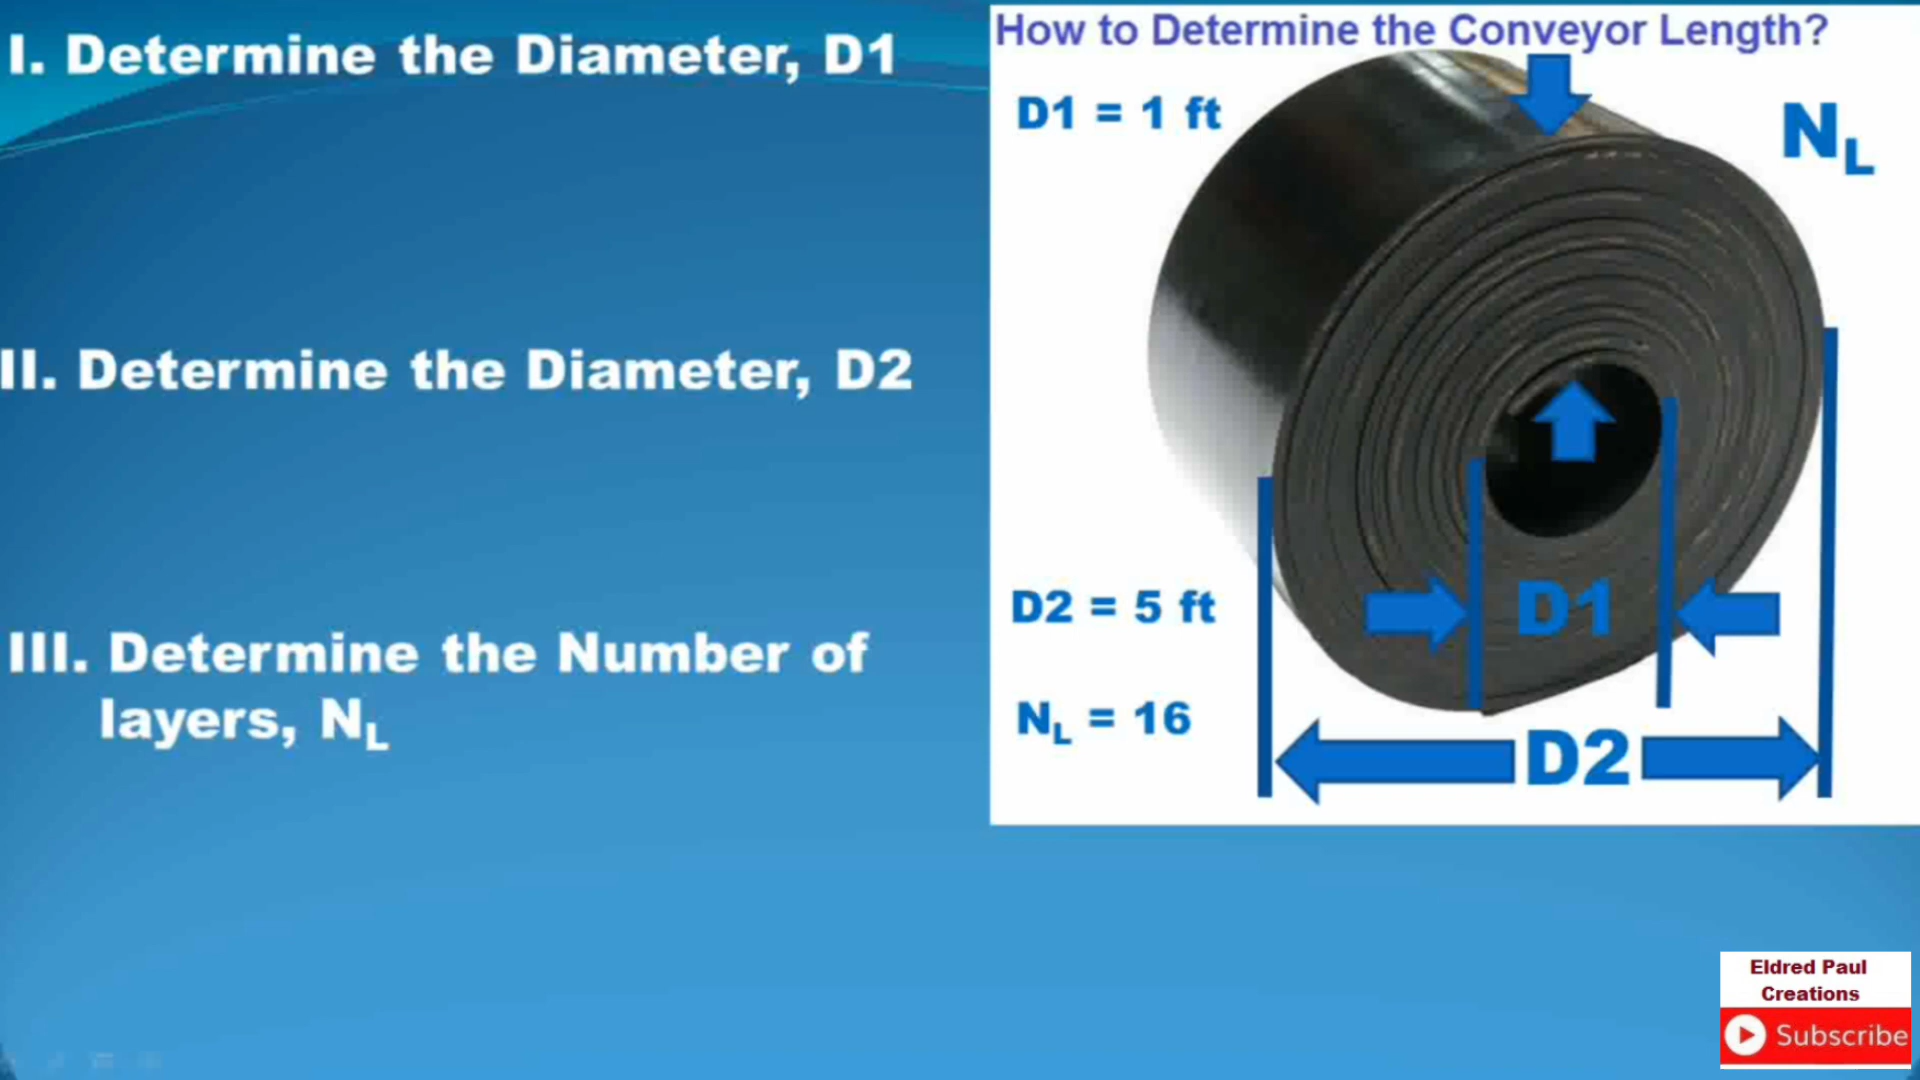 I. Determine the Diameter, D1
II. Determine the Diameter, D2
III. Determine the Number of
layers, NL
How to Determine the Conveyor Length?
D1 = 1 ft
NL
D2 = 5 ft
D1
NL = 16
D2
Eldred Paul
Creations
Subscribe